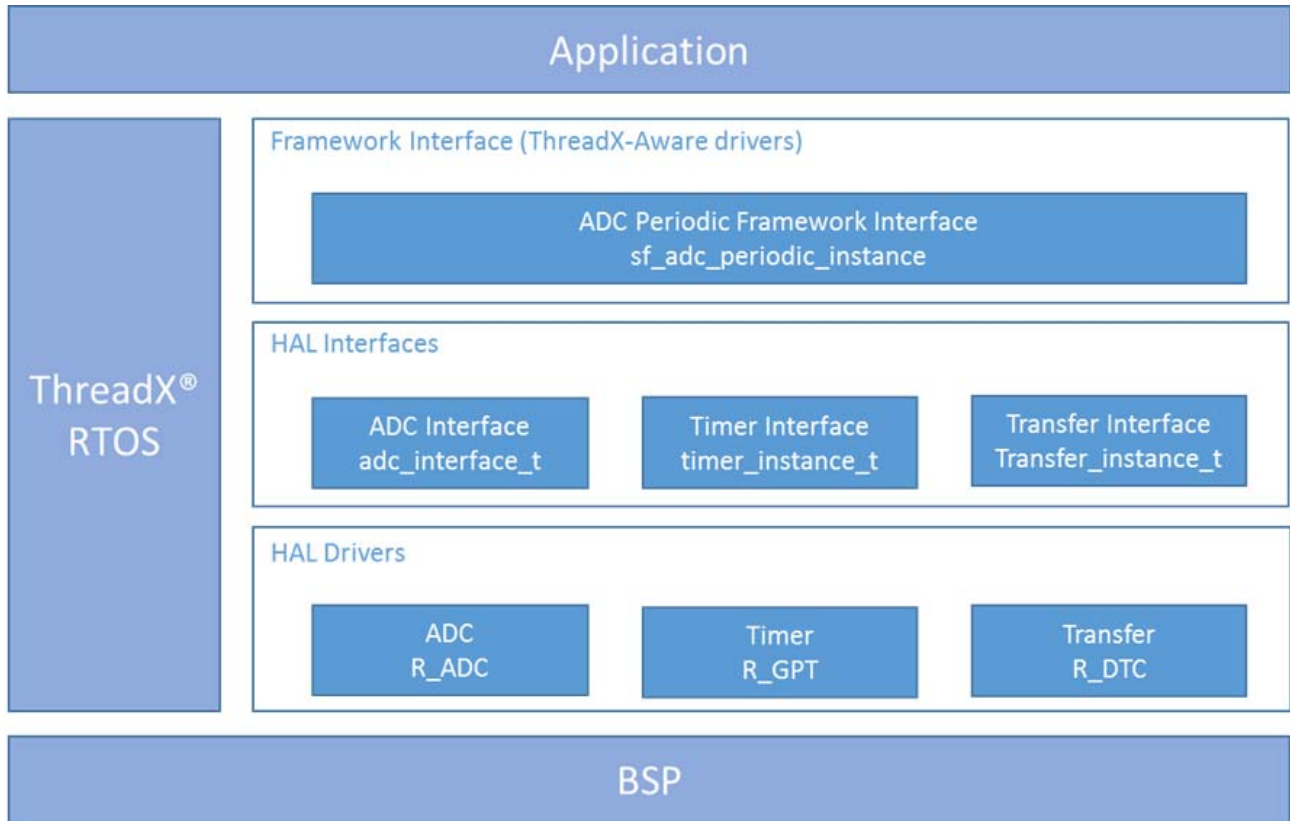 Application
ThreadX®
RTOS
Framework Interface (ThreadX-Aware drivers)
ADC Periodic Framework Interface
sf_adc_periodic_instance
HAL Interfaces
ADC Interface
adc_interface_t
Timer Interface
timer_instance_t
Transfer Interface
Transfer_instance_t
HAL Drivers
ADC
R_ADC
Timer
R_GPT
Transfer
R_DTC
BSP